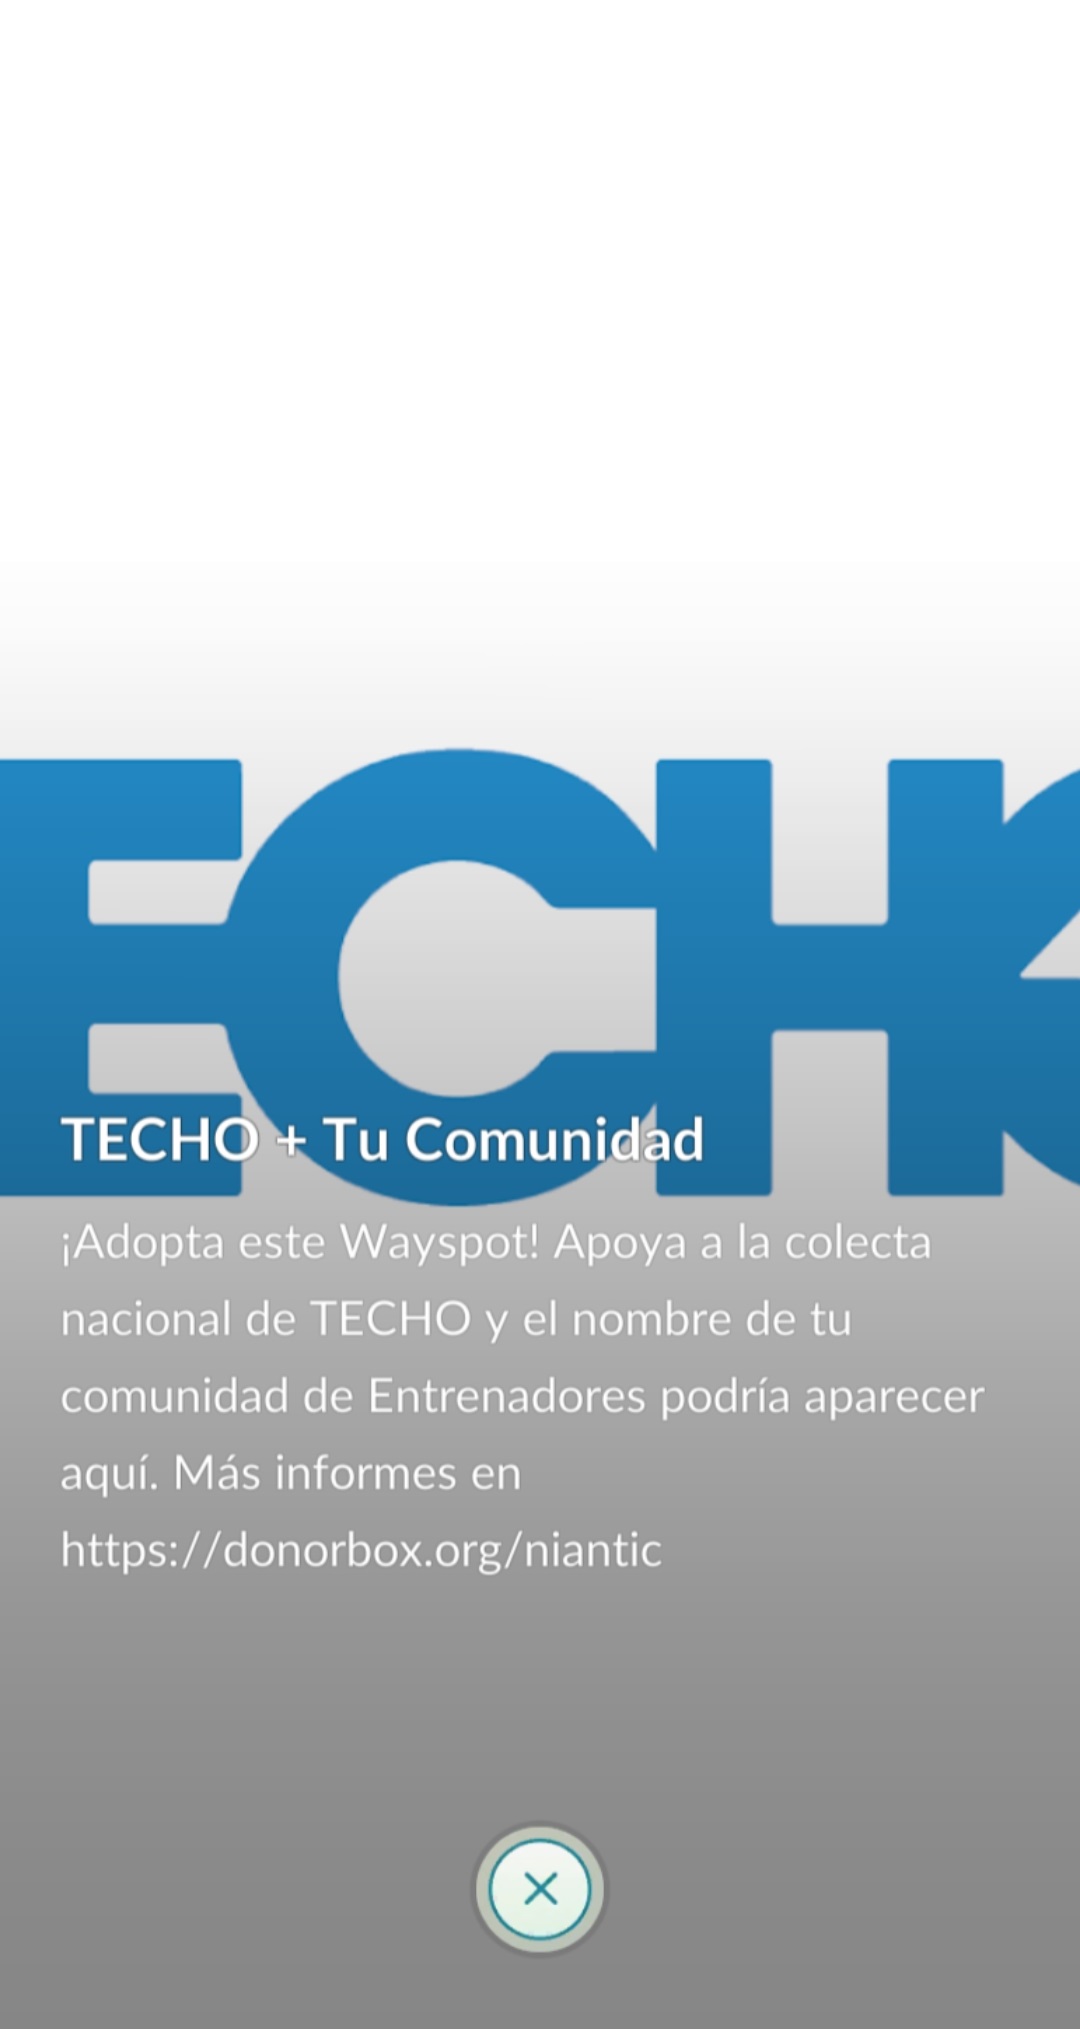 ECHO
TECHO + Tu Comunidad
¡Adopta este Wayspot! Apoya a la colecta
nacional de TECHO y el nombre de tu
comunidad de Entrenadores podría aparecer
aquí. Más informes en
https://donorbox.org/niantic